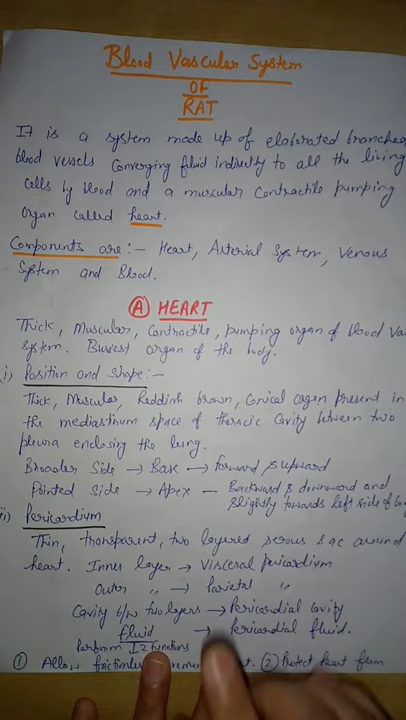 Blood Vascular System
OF
RAT
It is a system made up of elaborated branched
blood vessels converging fluid indirectly to all the living
cells by blood and a muscular contractile pumping
organ called heart.
Components are :- Heart, Arterial System, Venous
System and Blood.
A HEART
Thick, Muscular, Contractile, pumping organ of blood Vas
system. Busiest organ of the body.
i) Position and Shape:-
Thick, Muscular, Reddish brown, Conical organ present in
the mediastinum space of thoracic cavity between two
pleura enclosing the lung.
Broader Side → Base → forward & upward
Pointed Side → Apex – Backward & downward and
slightly towards left side of
ii) Pericardium
Thin, transparent, two layered serous sac around
heart. Inner layer → Visceral pericardium
Outer " → Parietal "
Cavity b/w two layers → Pericardial Cavity
fluid → Pericardial fluid.
Perform 2 functions
① Allow ② Protect heart from